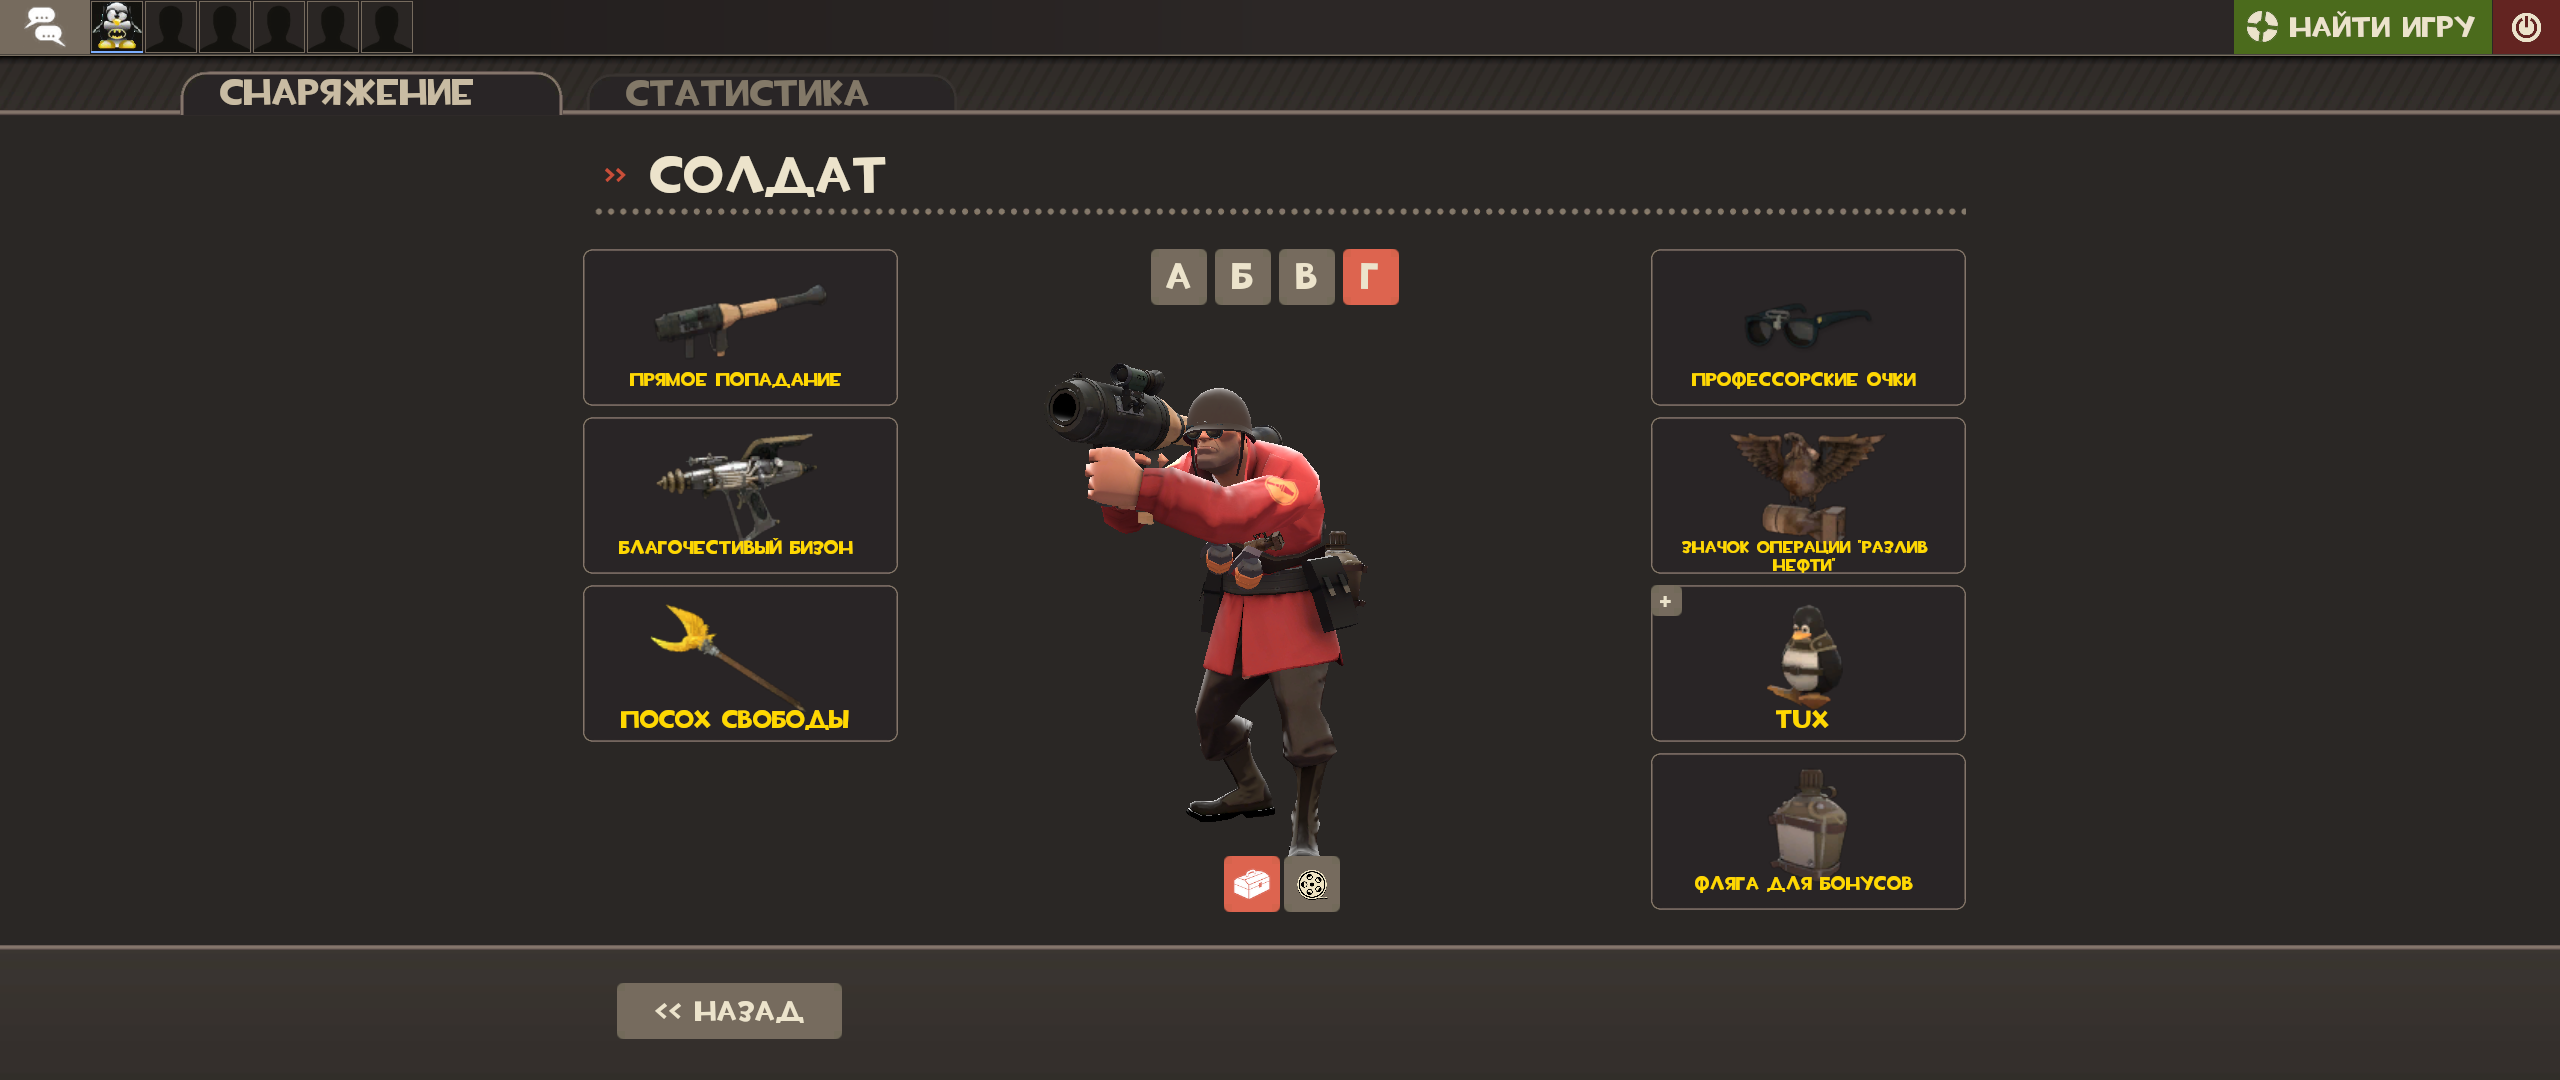 НАЙТИ ИГРУ
СНАРЯЖЕНИЕ
СТАТИСТИКА
>> СОЛДАТ
А Б В Г
ПРЯМОЕ ПОПАДАНИЕ
БЛАГОЧЕСТИВЫЙ БИЗОН
ПОСОХ СВОБОДЫ
ПРОФЕССОРСКИЕ ОЧКИ
ЗНАЧОК ОПЕРАЦИИ "РАЗЛИВ
НЕФТИ"
+
TUX
ФЛЯГА ДЛЯ БОНУСОВ
<< НАЗАД